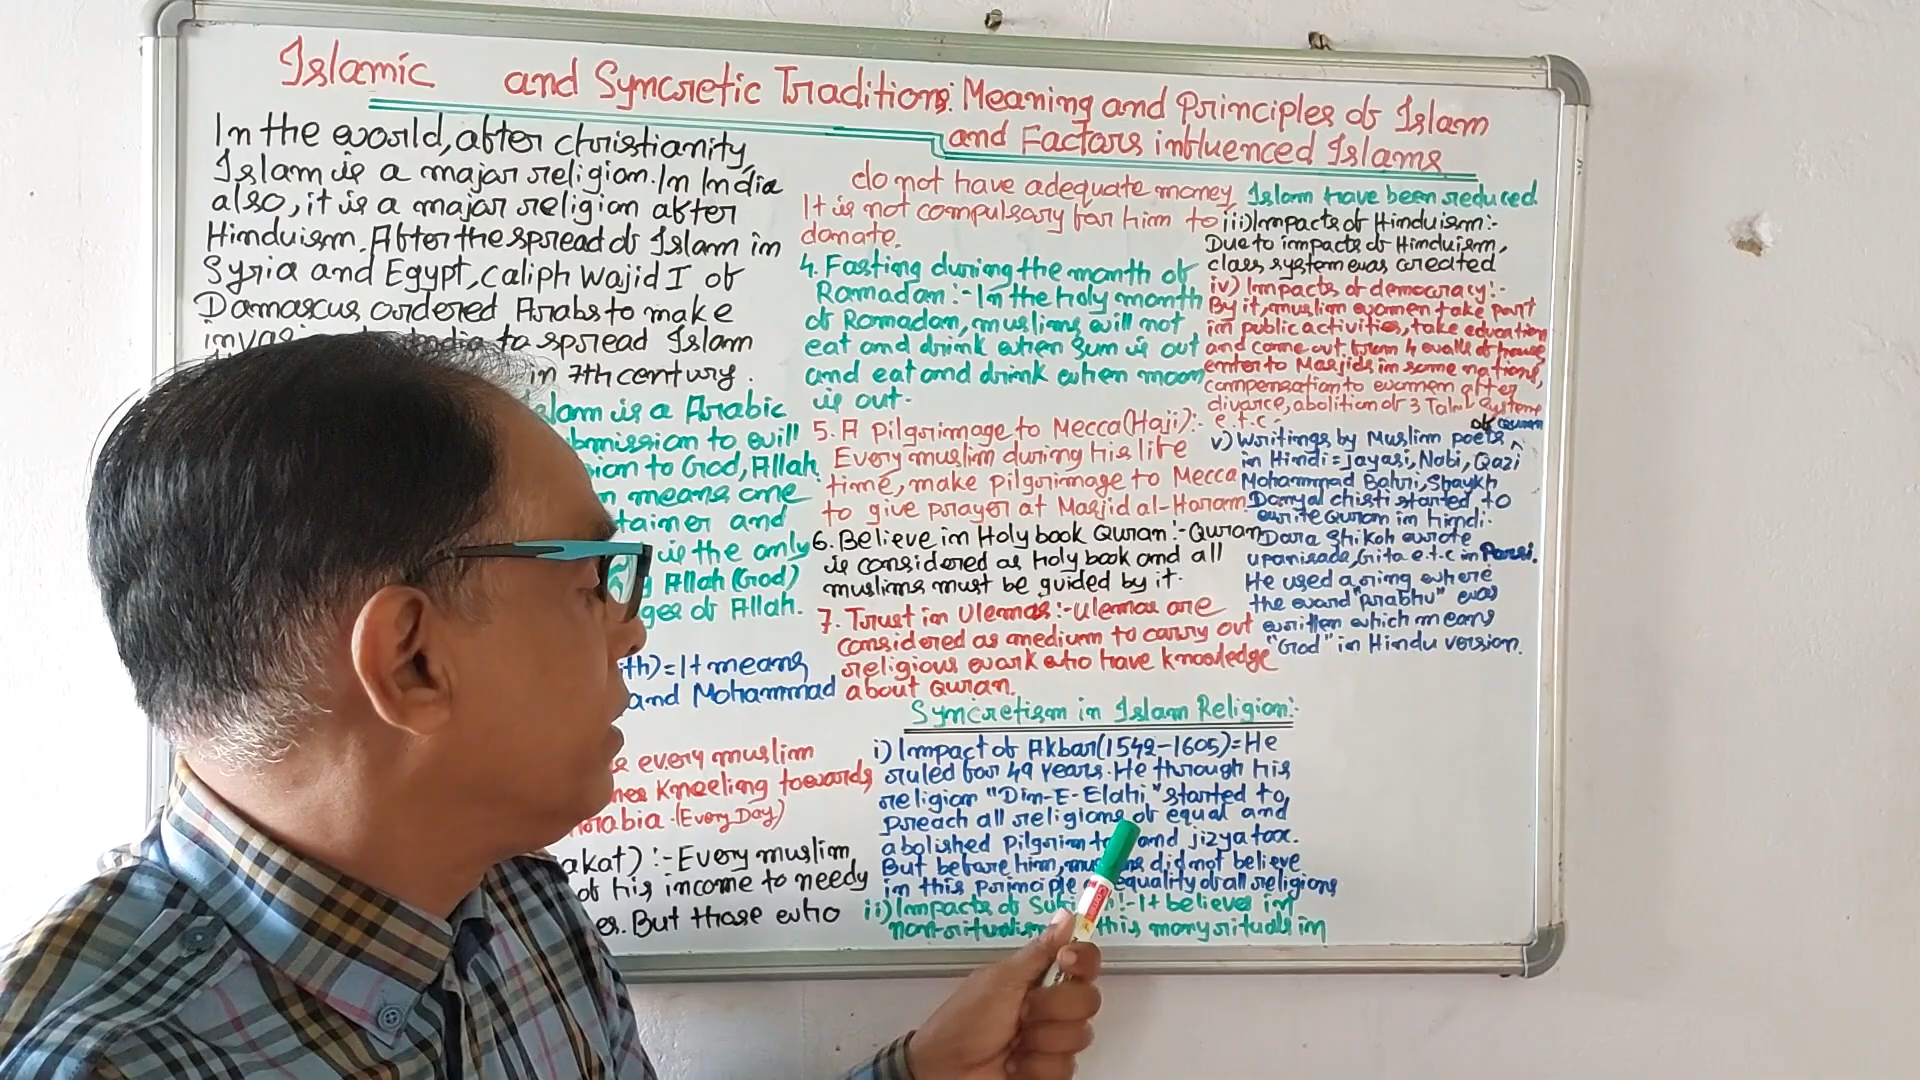 Islamic and Syncretic Tradition: Meaning and Principles of Islam
and Factors influenced Islams
In the world, after christianity,
Islam is a major religion. In India
also, it is a major religion after
Hinduism. After the spread of Islam in
Syria and Egypt, caliph Wajid I of
Damascus ordered Arabs to make
to spread Islam
in 7th century.
Islam is a Arabic
submission to will
to God, Allah
means one
and
is the only
Allah (God)
of Allah.
= It means
and Mohammad
every muslim
kneeling towards
Arabia. (Every Day)
akat) :- Every muslim
of his income to needy
But those who
do not have adequate money
It is not compulsary for him to
donate.
4. Fasting during the month of
Ramadan :- In the holy month
of Ramadan, muslims will not
eat and drink when sun is out
and eat and drink when moon
is out.
5. A Pilgrimage to Mecca (Haji):-
Every muslim during his life
time, make pilgrimage to Mecca
to give prayer at Masjid al-Haram
6. Believe in Holy book Quran :- Quran
is considered as holy book and all
muslims must be guided by it.
7. Trust in Ulemas :- Ulemas are
considered as medium to carry out
religious work who have knowledge
about Quran.
Syncretism in Islam Religion:-
i) Impact of Akbar (1542-1605) = He
ruled for 49 years. He through his
religion "Din-E-Elahi" started to
preach all religions of equal and
abolished pilgrim and jizya tax.
But before him, did not believe
in this principle equality of all religions
ii) Impacts of :- It believes in
this many rituals in
Islam have been reduced
iii) Impacts of Hinduism :-
Due to impacts of Hinduism,
class system was created
iv) Impacts of democracy :-
By it, muslim women take part
in public activities, take education
and come out from 4 walls of house
enter to Masjids in some nations,
compensation to women after
divorce, abolition of 3 Talak system
e.t.c.
v) Writings by Muslim poets ^ of Quran
in Hindi = Jayasi, Nabi, Qazi
Mohammad Bahri, Shaykh
Danyal chisti started to
write Quran in hindi.
Dara Shikoh wrote
upanisads, Gita e.t.c in Parsi.
He used a ring where
the word "prabhu" was
written which means
"God" in Hindu version.